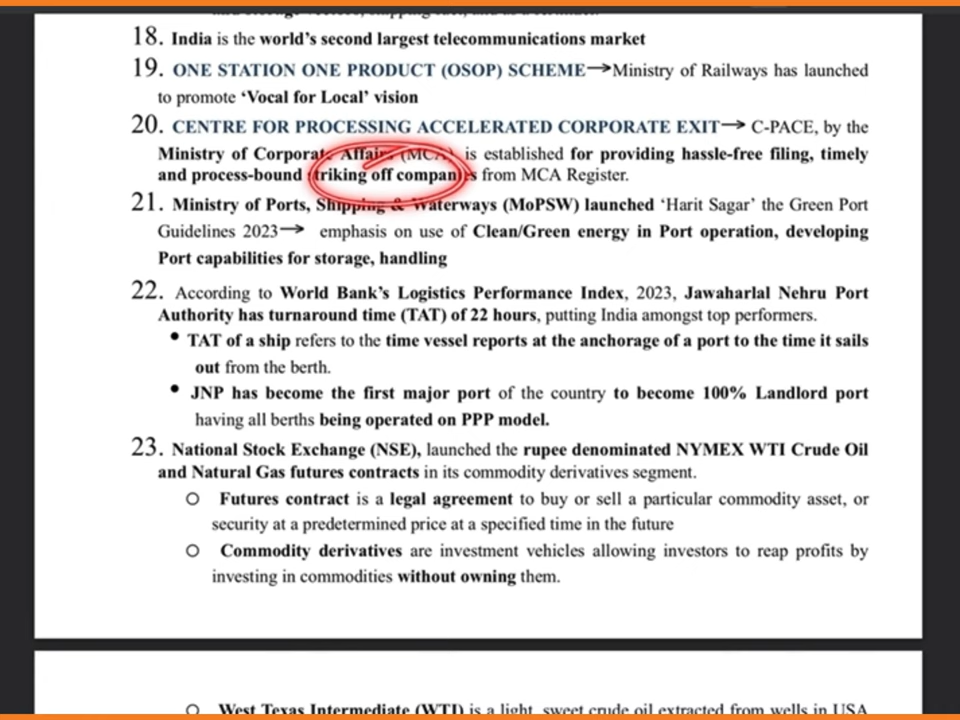 18. India is the world's second largest telecommunications market
19. ONE STATION ONE PRODUCT (OSOP) SCHEME→Ministry of Railways has launched
to promote 'Vocal for Local' vision
20. CENTRE FOR PROCESSING ACCELERATED CORPORATE EXIT→ C-PACE, by the
Ministry of Corporate Affairs (MCA) is established for providing hassle-free filing, timely
and process-bound striking off companies from MCA Register.
21. Ministry of Ports, Shipping & Waterways (MoPSW) launched 'Harit Sagar' the Green Port
Guidelines 2023→ emphasis on use of Clean/Green energy in Port operation, developing
Port capabilities for storage, handling
22. According to World Bank's Logistics Performance Index, 2023, Jawaharlal Nehru Port
Authority has turnaround time (TAT) of 22 hours, putting India amongst top performers.
• TAT of a ship refers to the time vessel reports at the anchorage of a port to the time it sails
out from the berth.
• JNP has become the first major port of the country to become 100% Landlord port
having all berths being operated on PPP model.
23. National Stock Exchange (NSE), launched the rupee denominated NYMEX WTI Crude Oil
and Natural Gas futures contracts in its commodity derivatives segment.
○ Futures contract is a legal agreement to buy or sell a particular commodity asset, or
security at a predetermined price at a specified time in the future
○ Commodity derivatives are investment vehicles allowing investors to reap profits by
investing in commodities without owning them.
○ West Texas Intermediate (WTI) is a light, sweet crude oil extracted from wells in USA